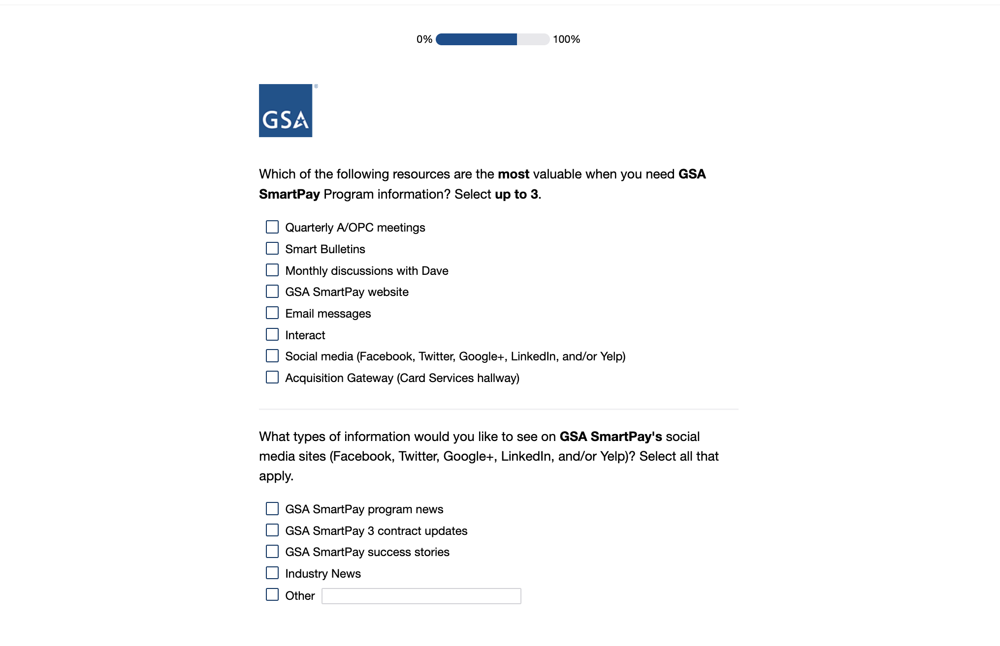 0% 100%
GSA ®
Which of the following resources are the most valuable when you need GSA
SmartPay Program information? Select up to 3.
Quarterly A/OPC meetings
Smart Bulletins
Monthly discussions with Dave
GSA SmartPay website
Email messages
Interact
Social media (Facebook, Twitter, Google+, LinkedIn, and/or Yelp)
Acquisition Gateway (Card Services hallway)
What types of information would you like to see on GSA SmartPay's social
media sites (Facebook, Twitter, Google+, LinkedIn, and/or Yelp)? Select all that
apply.
GSA SmartPay program news
GSA SmartPay 3 contract updates
GSA SmartPay success stories
Industry News
Other